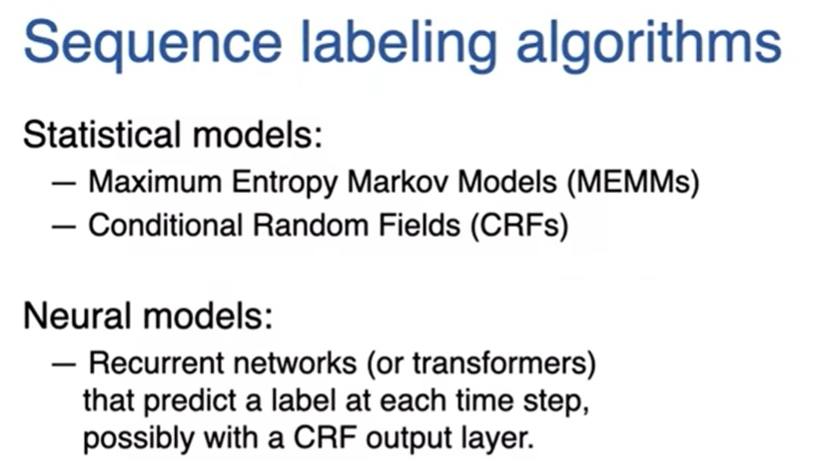 Sequence labeling algorithms
Statistical models:
— Maximum Entropy Markov Models (MEMMs)
— Conditional Random Fields (CRFs)
Neural models:
— Recurrent networks (or transformers)
that predict a label at each time step,
possibly with a CRF output layer.